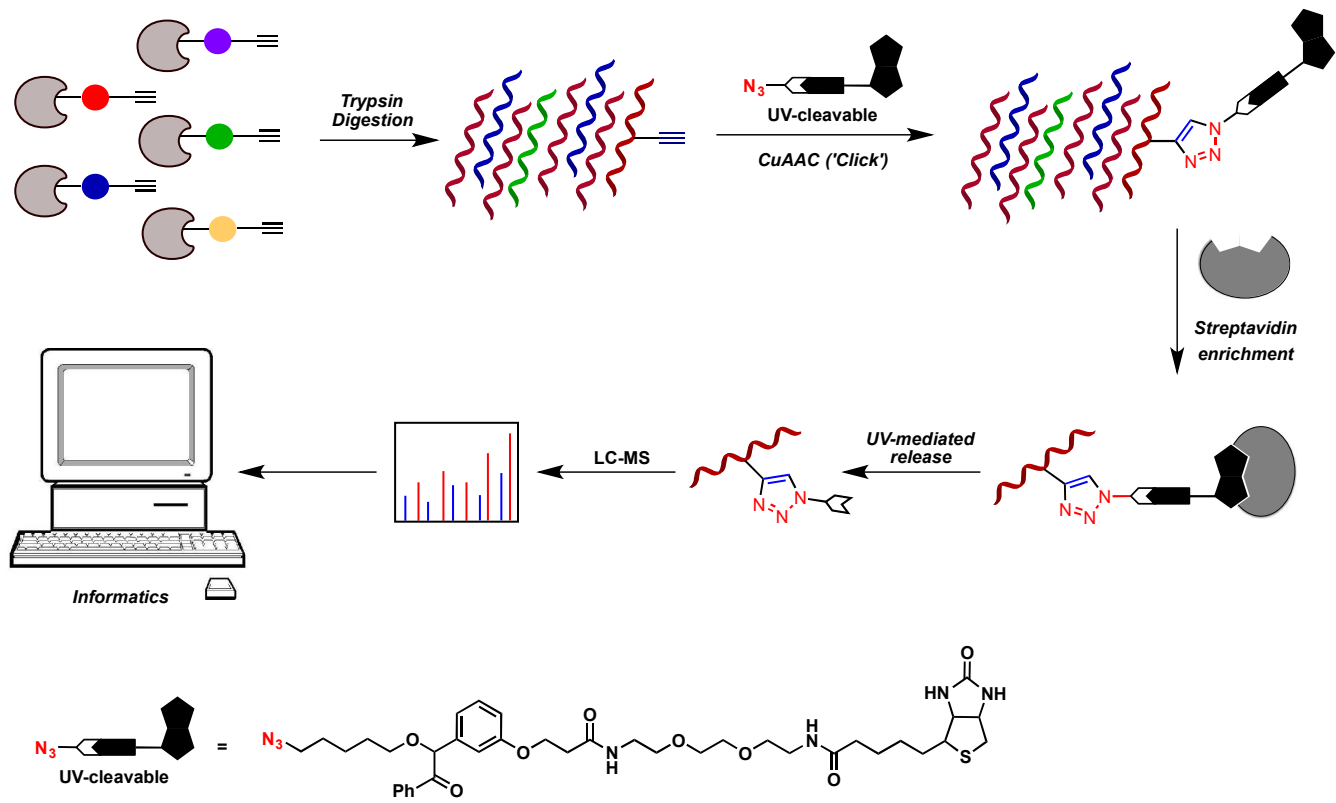 Trypsin
Digestion
N3
UV-cleavable
CuAAC ('Click')
N
N
N
Streptavidin
enrichment
UV-mediated
release
N
N
N
LC-MS
N
N
N
Informatics
N3
UV-cleavable
=
N3
O
Ph
O
O
O
N
H
O
O
H
N
O
O
HN
NH
S